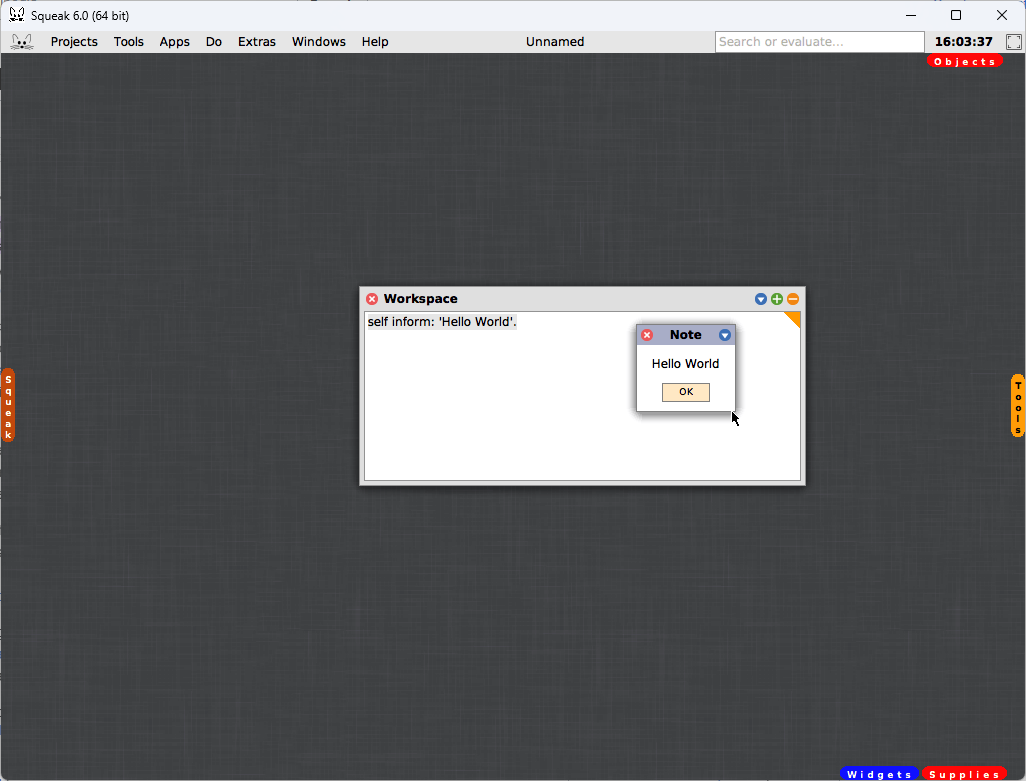 Squeak 6.0 (64 bit)
Projects Tools Apps Do Extras Windows Help Unnamed Search or evaluate... 16:03:37
Objects
Workspace
self inform: 'Hello World'.
Note
Hello World
OK
Squeak
Tools
Widgets Supplies